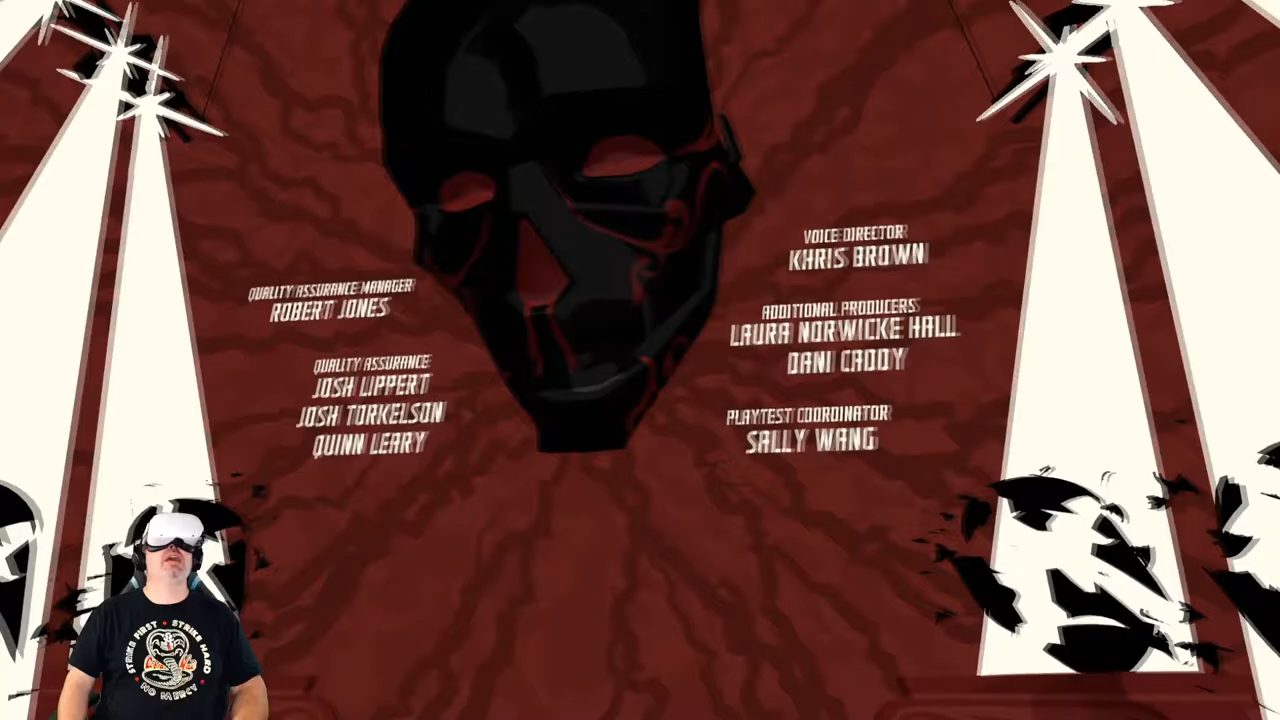 QUALITY ASSURANCE MANAGER
ROBERT JONES
QUALITY ASSURANCE
JOSH LIPPERT
JOSH TORKELSON
QUINN LEARY
VOICE DIRECTOR
KHRIS BROWN
ADDITIONAL PRODUCERS
LAURA NORWICKE HALL
DANI CADDY
PLAYTEST COORDINATOR
SALLY WANG
STRIKE FIRST • STRIKE HARD
NO MERCY